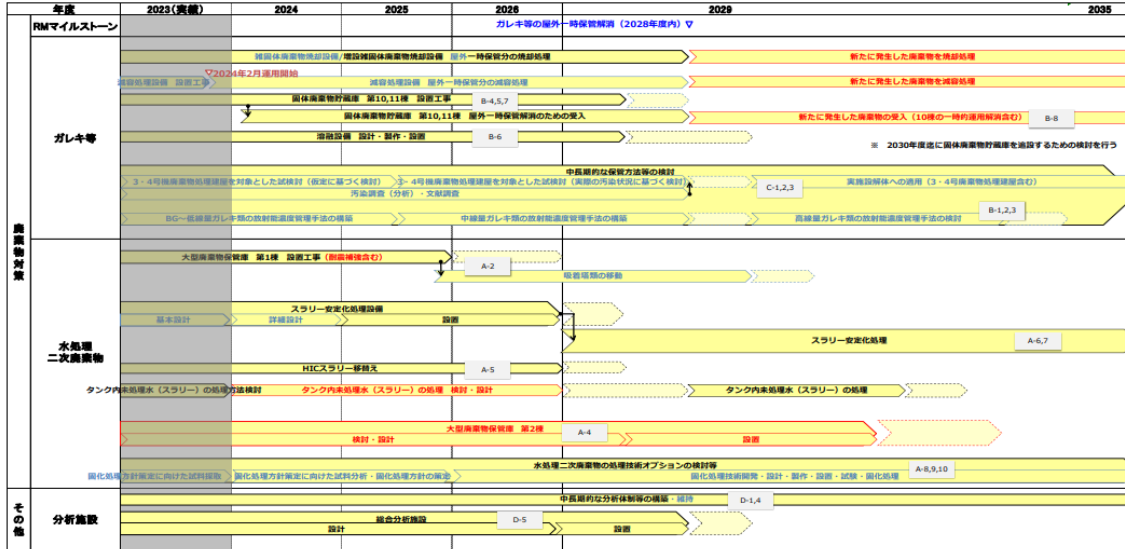 年度 2023(実績) 2024 2025 2026 2029 2035
RMマイルストーン ガレキ等の屋外一時保管解消（2028年度内）▽
廃棄物対策
ガレキ等
雑固体廃棄物焼却設備/増設雑固体廃棄物焼却設備 屋外一時保管分の焼却処理 新たに発生した廃棄物を焼却処理
▽2024年2月運用開始
減容処理設備 設置工事 減容処理設備 屋外一時保管分の減容処理 新たに発生した廃棄物を減容処理
固体廃棄物貯蔵庫 第10,11棟 設置工事 B-4,5,7
固体廃棄物貯蔵庫 第10,11棟 屋外一時保管解消のための受入 新たに発生した廃棄物の受入（10棟の一時的運用解消含む） B-8
溶融設備 設計・製作・設置 B-6
※ 2030年度迄に固体廃棄物貯蔵庫を追設するための検討を行う
中長期的な保管方法等の検討
3・4号機廃棄物処理建屋を対象とした試検討（仮定に基づく検討） 3・4号機廃棄物処理建屋を対象とした試検討（実際の汚染状況に基づく検討） C-1,2,3 実施設解体への適用（3・4号廃棄物処理建屋含む）
汚染調査（分析）・文献調査
B-1,2,3
BG～低線量ガレキ類の放射能濃度管理手法の構築 中線量ガレキ類の放射能濃度管理手法の構築 高線量ガレキ類の放射能濃度管理手法の検討
水処理二次廃棄物
大型廃棄物保管庫 第1棟 設置工事（耐震補強含む） A-2
吸着塔類の移動
スラリー安定化処理設備
基本設計 詳細設計 設置
スラリー安定化処理 A-6,7
HICスラリー移替え A-5
タンク内未処理水（スラリー）の処理方法検討 タンク内未処理水（スラリー）の処理 検討・設計 タンク内未処理水（スラリー）の処理
大型廃棄物保管庫 第2棟 A-4
検討・設計 設置
水処理二次廃棄物の処理技術オプションの検討等 A-8,9,10
固化処理方針策定に向けた試料採取 固化処理方針策定に向けた試料分析・固化処理方針の策定 固化処理技術開発・設計・製作・設置・試験・固化処理
その他
分析施設
中長期的な分析体制等の構築・維持 D-1,4
総合分析施設 D-5
設計 設置